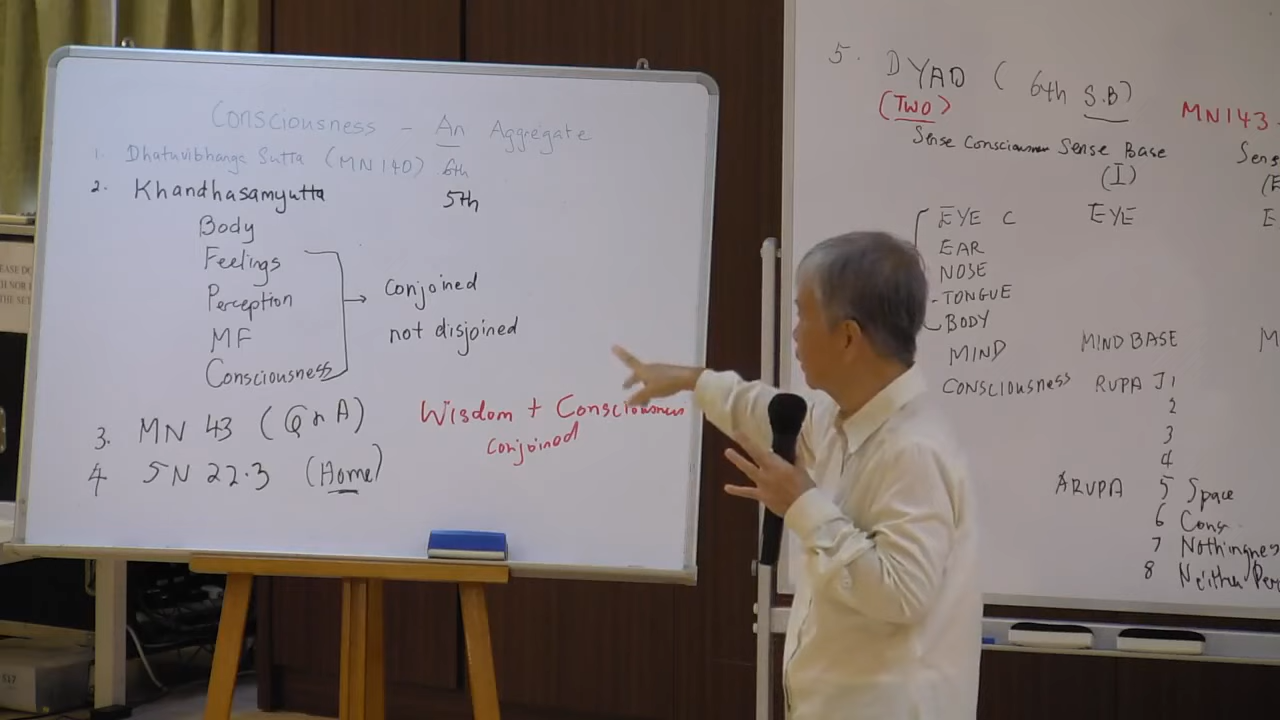 Consciousness - An Aggregate
1. Dhatuvibhanga Sutta (MN 140) 6th
2. Khandhasamyutta 5th
Body
Feelings
Perception
MF
Consciousness
conjoined
not disjoined
3. MN 43 (Q n A)
Wisdom + Consciousness
conjoined
4 SN 22.3 (Home)
5. DYAD (6th S.B)
(TWO)
MN143
Sense Consciousness Sense Base
(I)
EYE C EYE
EAR
NOSE
TONGUE
BODY
MIND MIND BASE
CONSCIOUSNESS RUPA J1
2
3
4
ARUPA 5 Space
6 Cons
7 Nothingnes
8 Neither Per